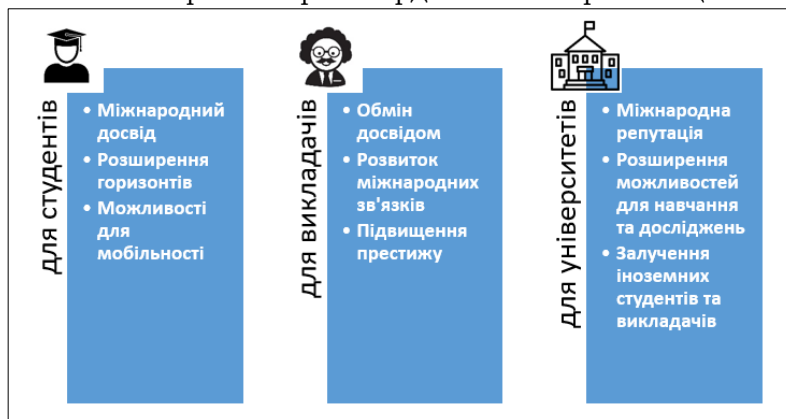 для студентів
• Міжнародний
досвід
• Розширення
горизонтів
• Можливості
для
мобільності
для викладачів
• Обмін
досвідом
• Розвиток
міжнародних
зв'язків
• Підвищення
престижу
для університетів
• Міжнародна
репутація
• Розширення
можливостей
для навчання
та досліджень
• Залучення
іноземних
студентів та
викладачів